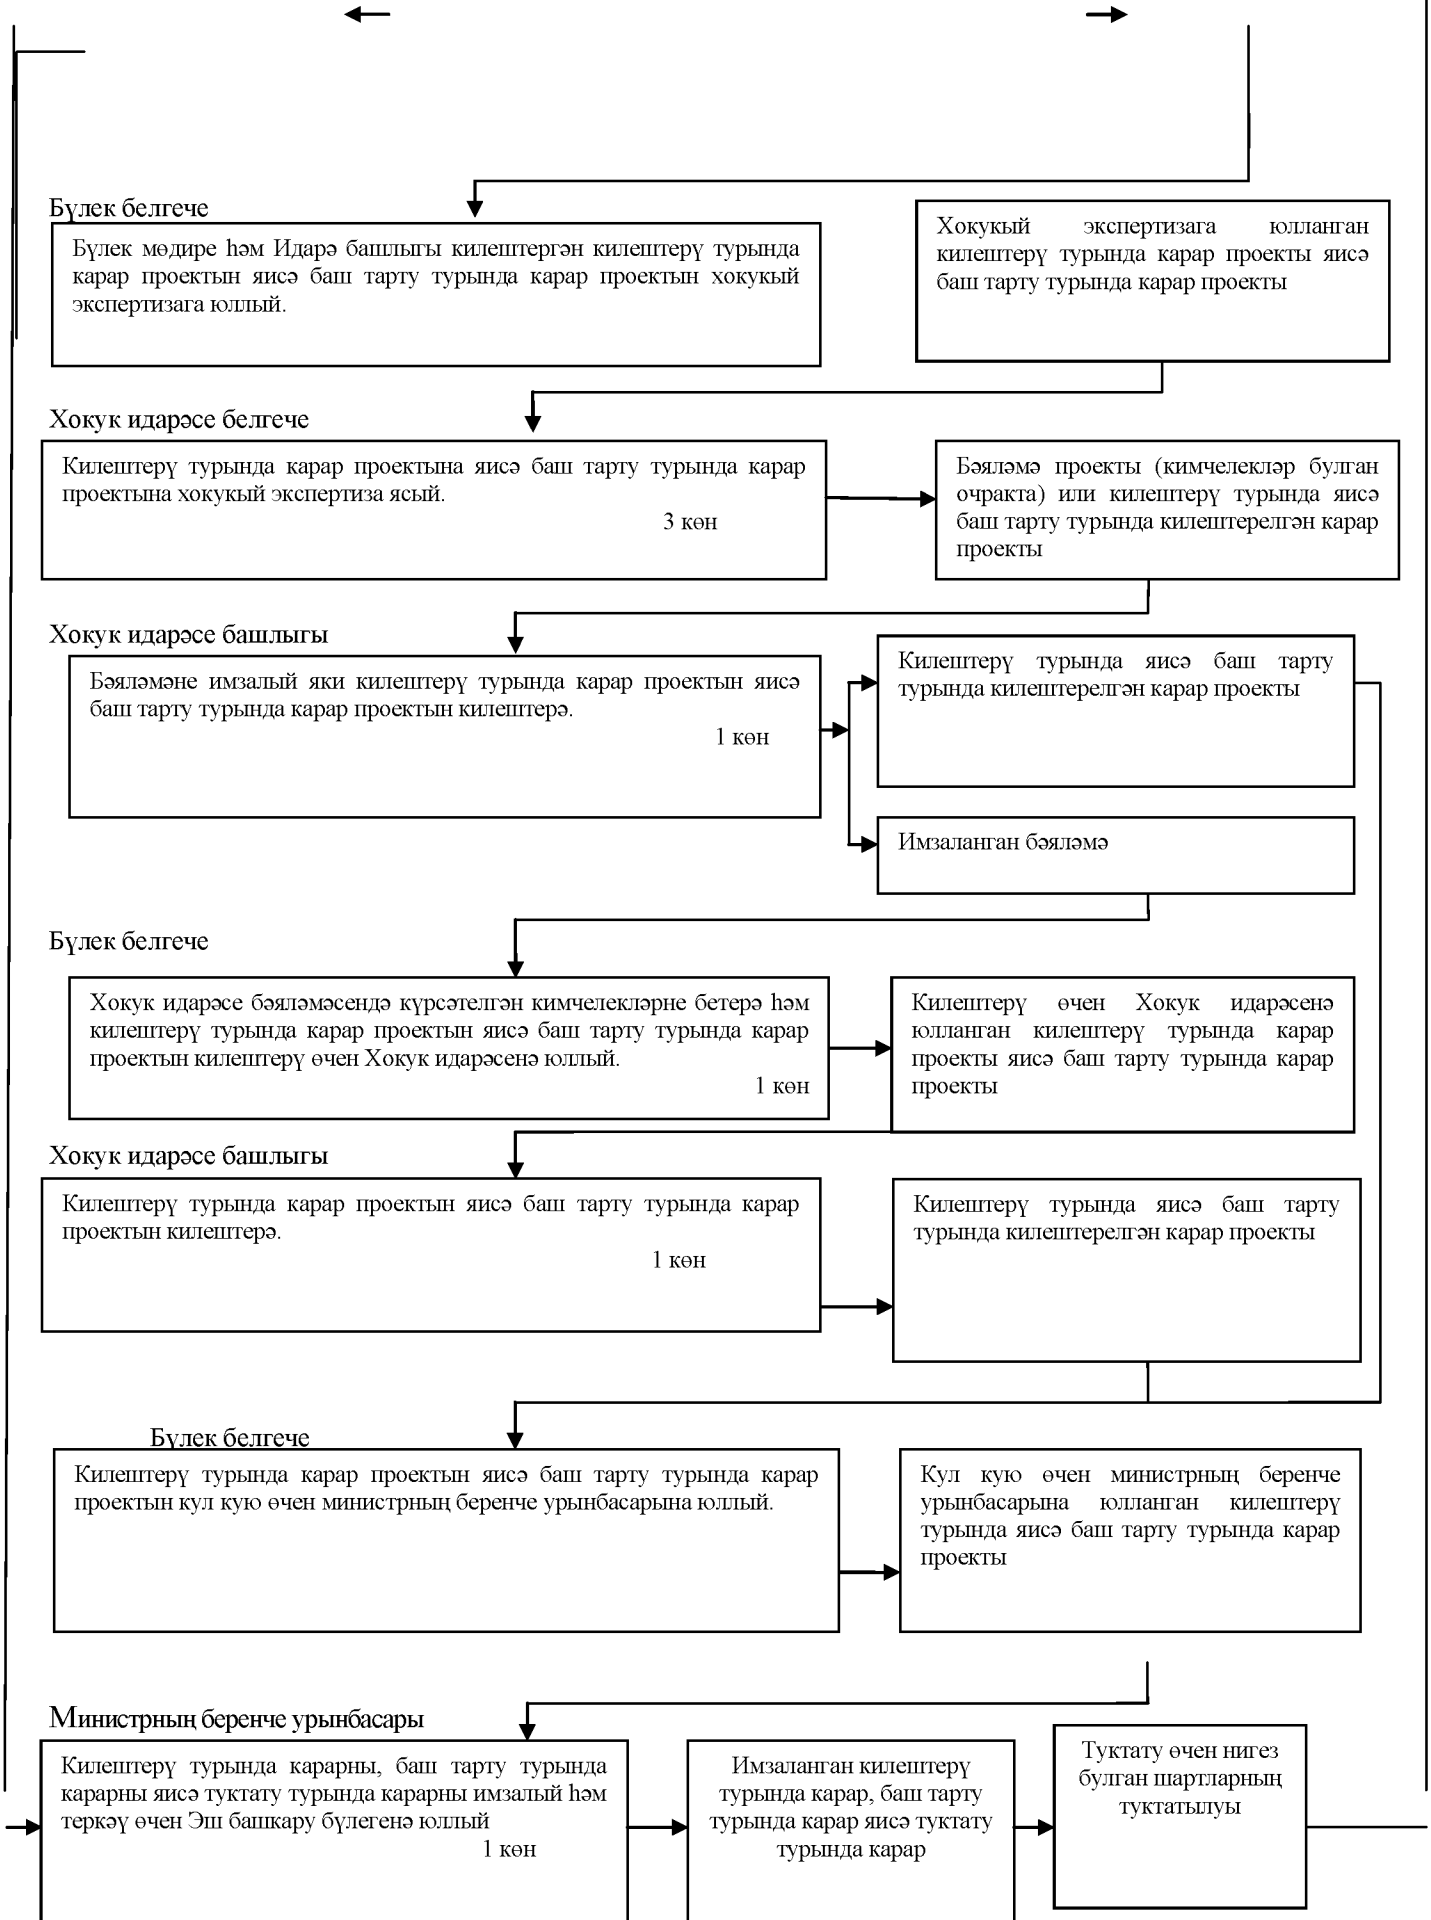 Бүлек белгече
Бүлек мөдире һәм Идарә башлыгы килештергән килештерү турында
карар проектын яисә баш тарту турында карар проектын хокукый
экспертизага юллый.
Хокукый экспертизага юлланган
килештерү турында карар проекты яисә
баш тарту турында карар проекты
Хокук идарәсе белгече
Килештерү турында карар проектына яисә баш тарту турында карар
проектына хокукый экспертиза ясый.
3 көн
Бәяләмә проекты (кимчелекләр булган
очракта) или килештерү турында яисә
баш тарту турында килештерелгән карар
проекты
Хокук идарәсе башлыгы
Бәяләмәне имзалый яки килештерү турында карар проектын яисә
баш тарту турында карар проектын килештерә.
1 көн
Килештерү турында яисә баш тарту
турында килештерелгән карар проекты
Имзаланган бәяләмә
Бүлек белгече
Хокук идарәсе бәяләмәсендә күрсәтелгән кимчелекләрне бетерә һәм
килештерү турында карар проектын яисә баш тарту турында карар
проектын килештерү өчен Хокук идарәсенә юллый.
1 көн
Килештерү өчен Хокук идарәсенә
юлланган килештерү турында карар
проекты яисә баш тарту турында карар
проекты
Хокук идарәсе башлыгы
Килештерү турында карар проектын яисә баш тарту турында карар
проектын килештерә.
1 көн
Килештерү турында яисә баш тарту
турында килештерелгән карар проекты
Бүлек белгече
Килештерү турында карар проектын яисә баш тарту турында карар
проектын кул кую өчен министрның беренче урынбасарына юллый.
Кул кую өчен министрның беренче
урынбасарына юлланган килештерү
турында яисә баш тарту турында карар
проекты
Министрның беренче урынбасары
Килештерү турында карарны, баш тарту турында
карарны яисә туктату турында карарны имзалый һәм
теркәү өчен Эш башкару бүлегенә юллый
1 көн
Имзаланган килештерү
турында карар, баш тарту
турында карар яисә туктату
турында карар
Туктату өчен нигез
булган шартларның
туктатылуы